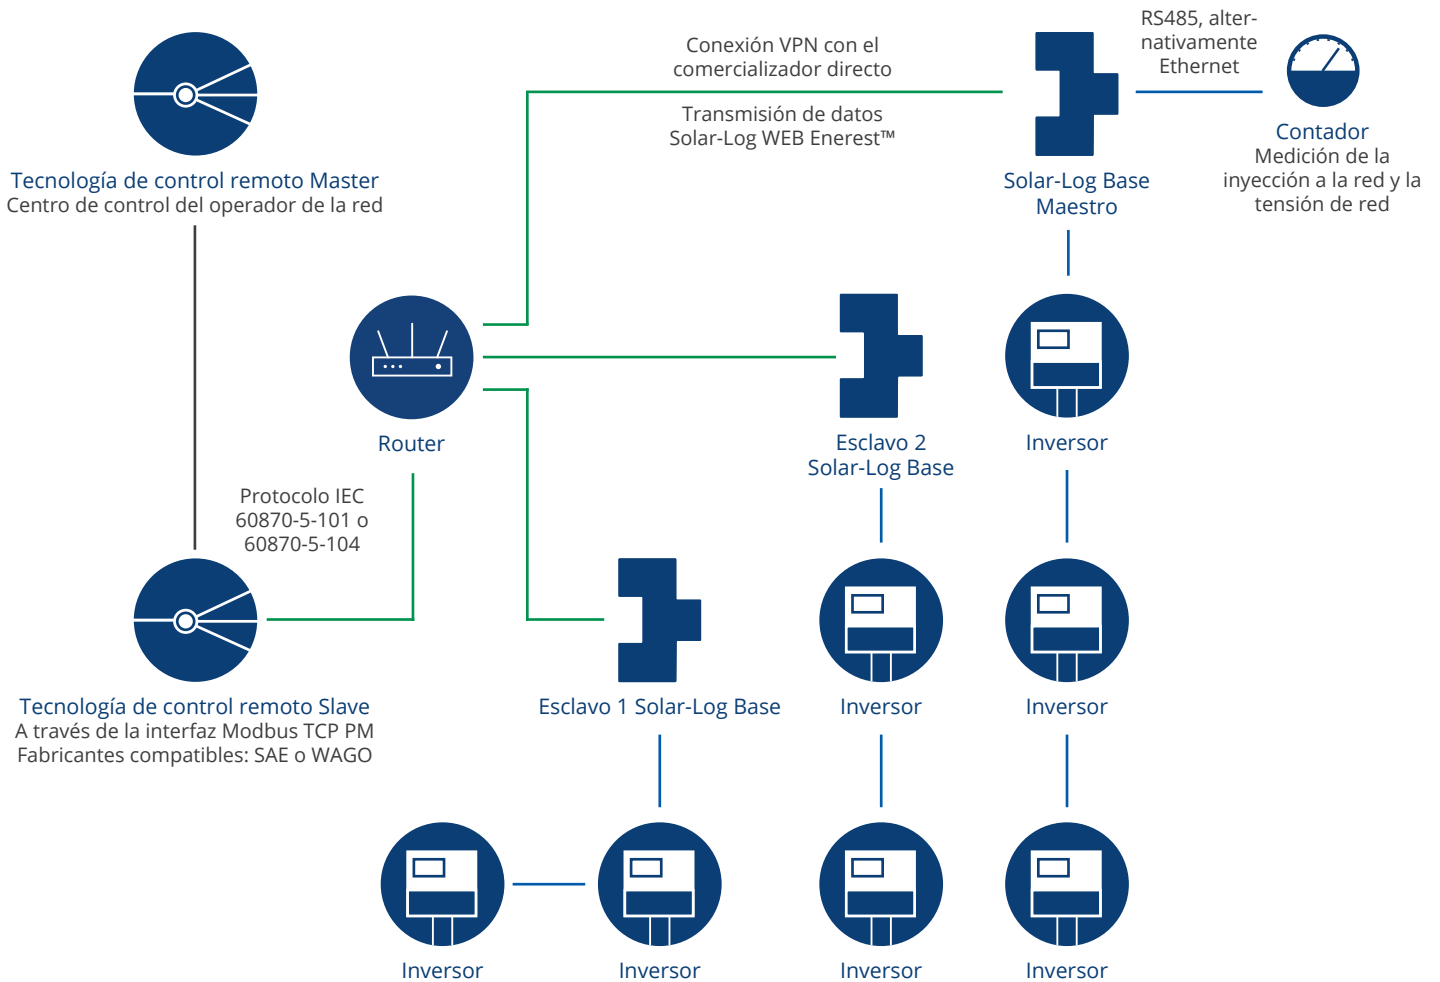 Tecnología de control remoto Master
Centro de control del operador de la red
Conexión VPN con el
comercializador directo
Transmisión de datos
Solar-Log WEB Enerest™
Solar-Log Base
Maestro
RS485, alter-
nativamente
Ethernet
Contador
Medición de la
inyección a la red y la
tensión de red
Router
Esclavo 2
Solar-Log Base
Inversor
Protocolo IEC
60870-5-101 o
60870-5-104
Tecnología de control remoto Slave
A través de la interfaz Modbus TCP PM
Fabricantes compatibles: SAE o WAGO
Esclavo 1 Solar-Log Base
Inversor
Inversor
Inversor
Inversor
Inversor
Inversor